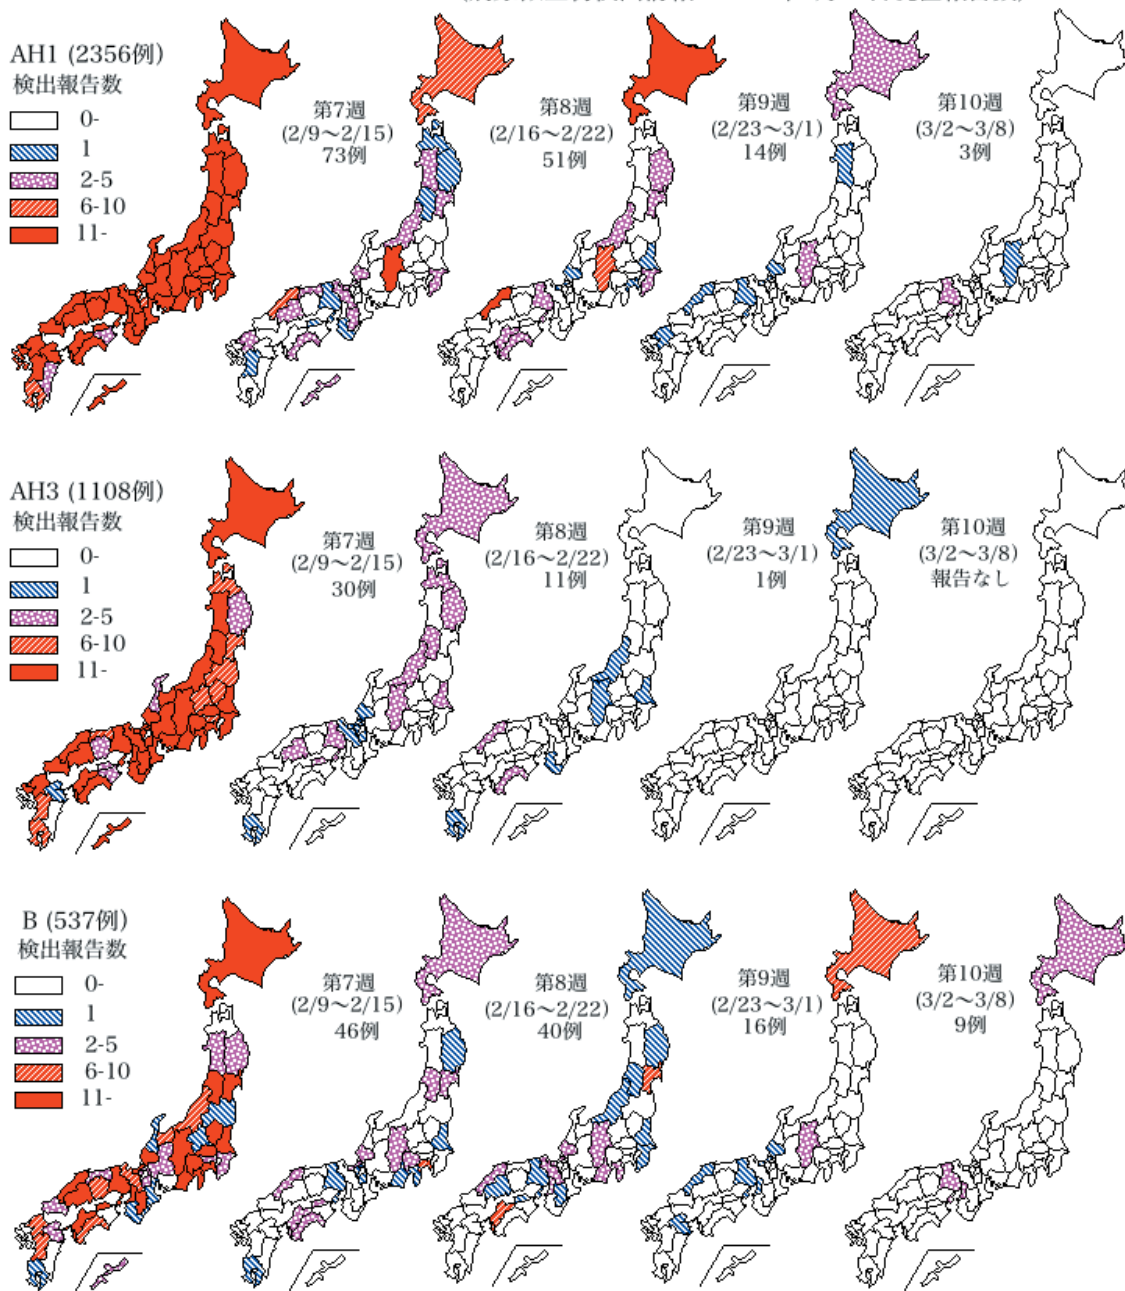 AH1 (2356例)
検出報告数
0-
1
2-5
6-10
11-
第7週
(2/9〜2/15)
73例
第8週
(2/16〜2/22)
51例
第9週
(2/23〜3/1)
14例
第10週
(3/2〜3/8)
3例
AH3 (1108例)
検出報告数
0-
1
2-5
6-10
11-
第7週
(2/9〜2/15)
30例
第8週
(2/16〜2/22)
11例
第9週
(2/23〜3/1)
1例
第10週
(3/2〜3/8)
報告なし
B (537例)
検出報告数
0-
1
2-5
6-10
11-
第7週
(2/9〜2/15)
46例
第8週
(2/16〜2/22)
40例
第9週
(2/23〜3/1)
16例
第10週
(3/2〜3/8)
9例